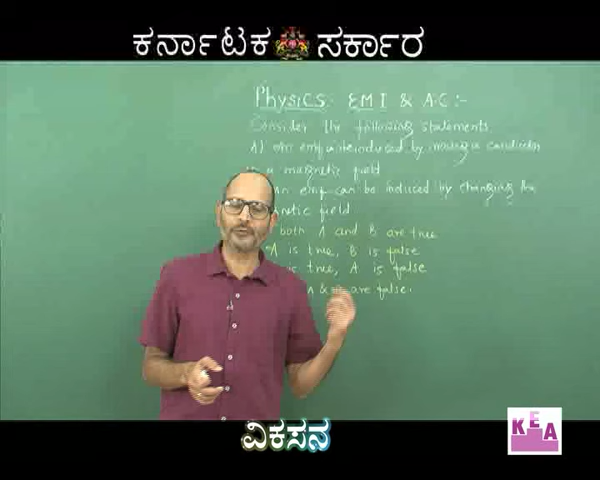 ಕರ್ನಾಟಕ ಸರ್ಕಾರ
Physics: EMI & A.C :-
Consider the following statements
A) an emf can be induced by moving a conductor
in a magnetic field
an emf can be induced by changing the
field
both A and B are true
A is true, B is false
is true, A is false
A & are false.
ವಿಕಸನ
KEA